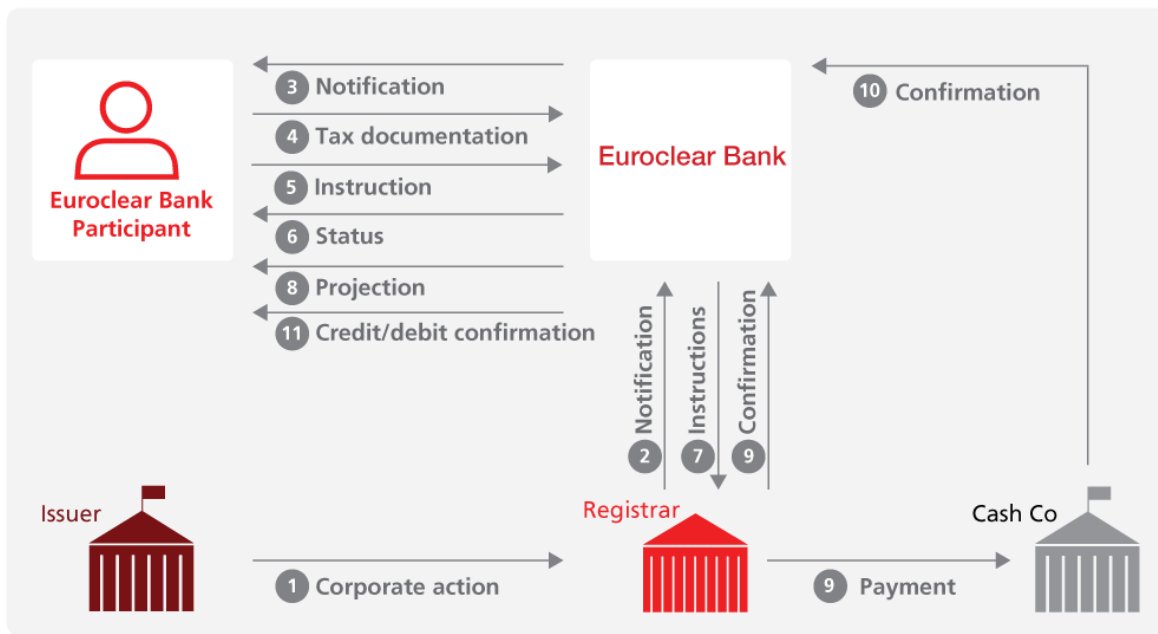 3 Notification
10 Confirmation
4 Tax documentation
Euroclear Bank
5 Instruction
Euroclear Bank
Participant
6 Status
8 Projection
11 Credit/debit confirmation
2 Notification
7 Instructions
9 Confirmation
Issuer
Registrar
Cash Co
1 Corporate action
9 Payment